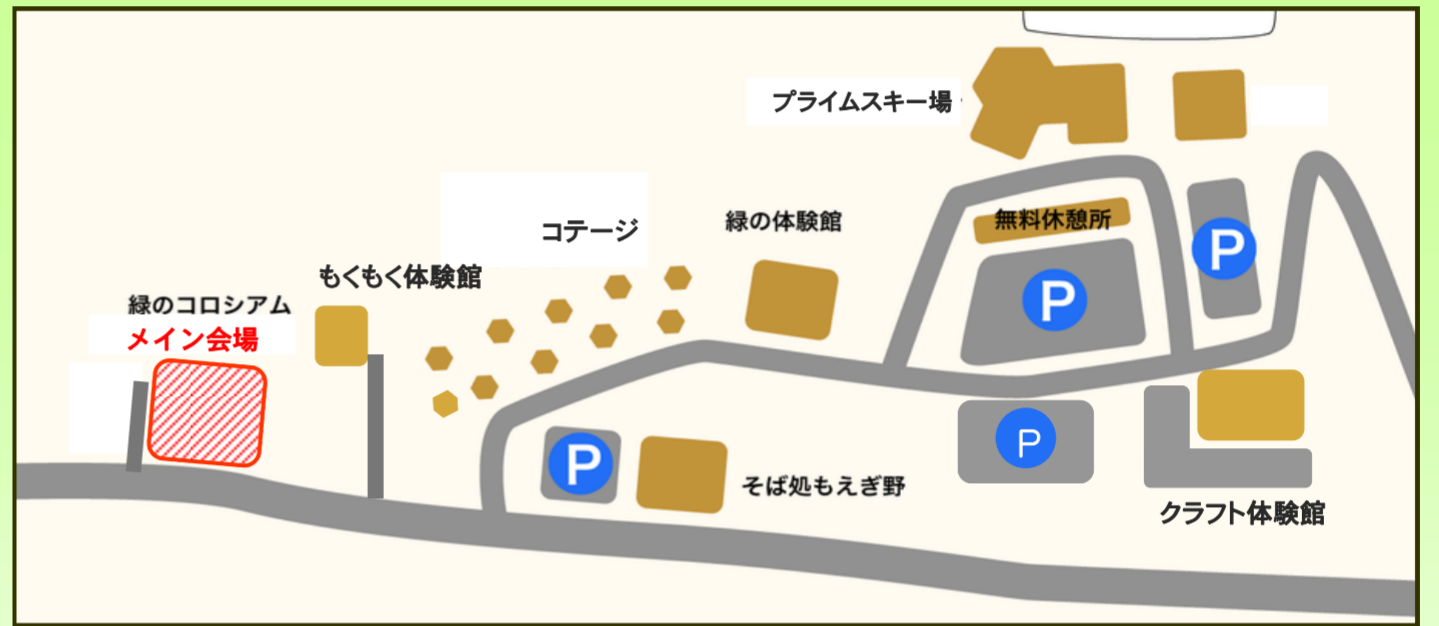 プライムスキー場
無料休憩所
緑の体験館
コテージ
もくもく体験館
緑のコロシアム
メイン会場
P
P
P
P
そば処もえぎ野
クラフト体験館